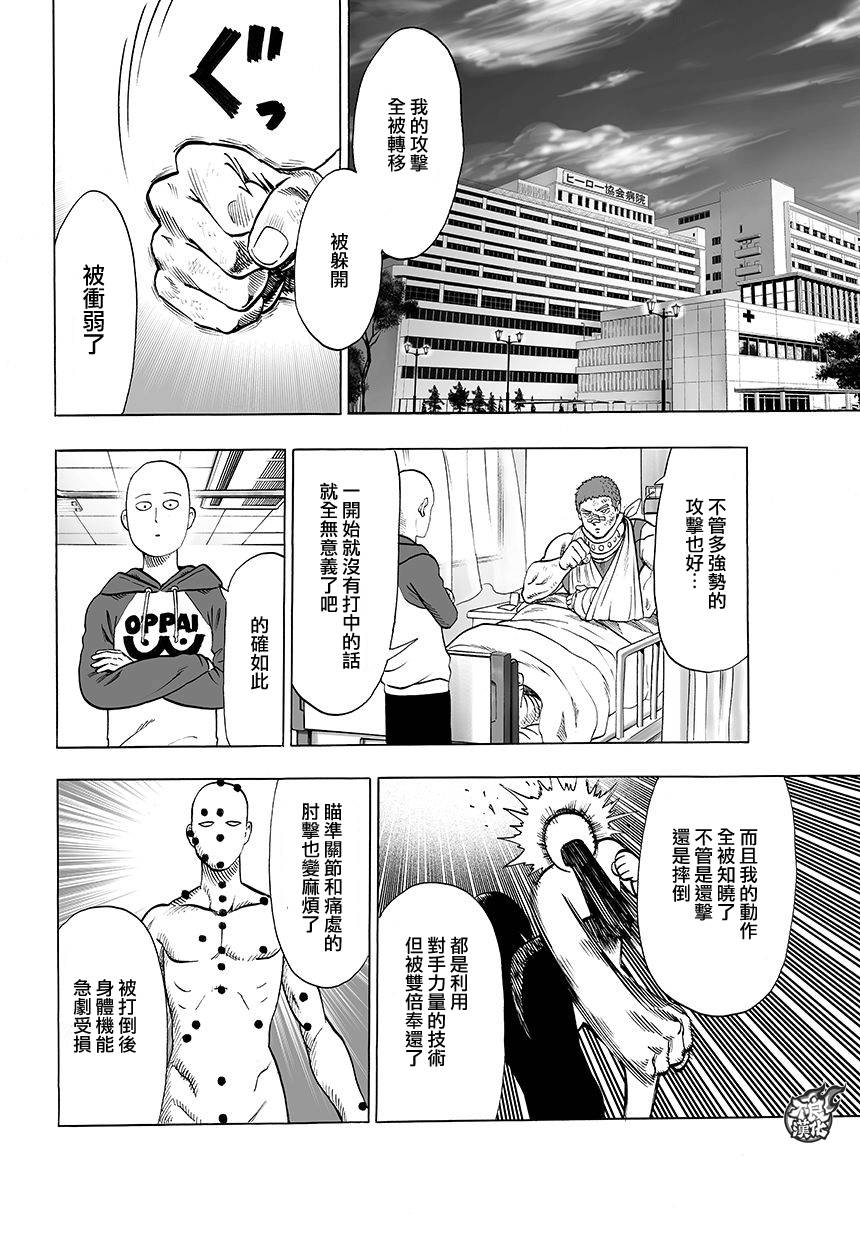 ヒーロー協会病院
我的攻擊
全被轉移
被躲開
ぐっ
被衝弱了
不管多強勢的
攻擊也好…
一開始就沒有打中的話
就全無意義了吧
的確如此
OPPAI
而且我的動作
全被知曉了
不管是還擊
還是摔倒
都是利用
對手力量的技術
但被雙倍奉還了
瞄準關節和痛處的
肘擊也變麻煩了
被打倒後
身體機能
急劇受損
不良
漢化